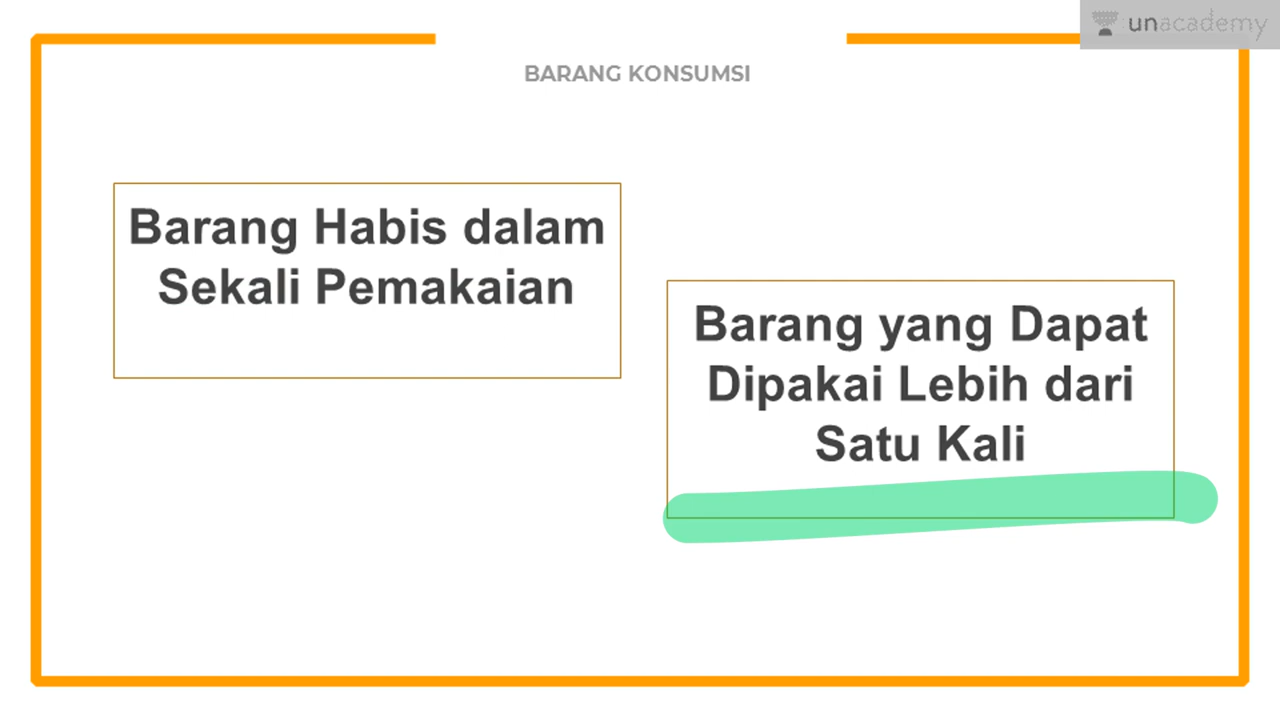 unacademy
BARANG KONSUMSI
Barang Habis dalam
Sekali Pemakaian
Barang yang Dapat
Dipakai Lebih dari
Satu Kali